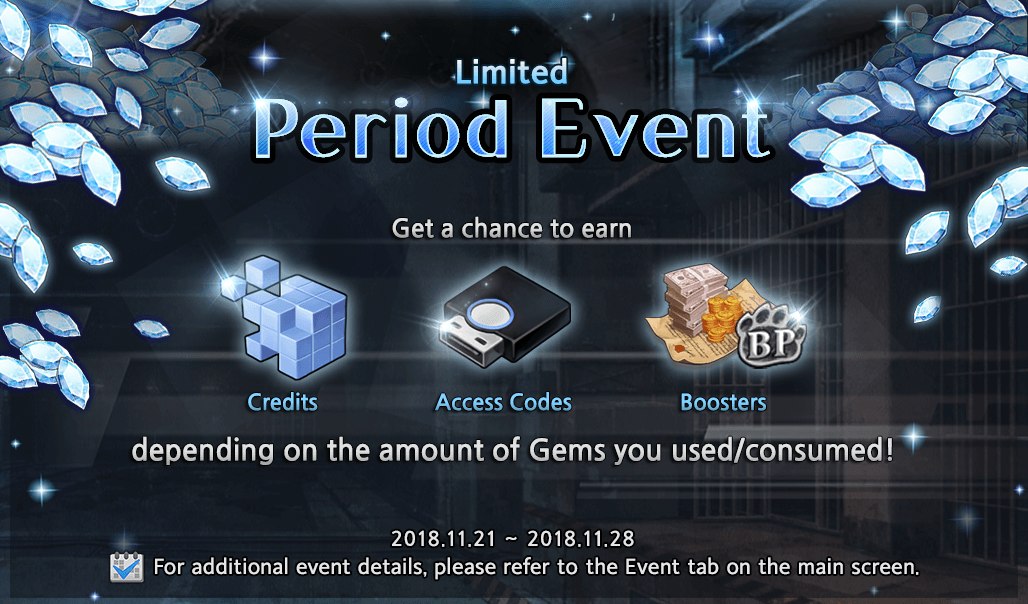 Limited
Period Event
Get a chance to earn
BP
Credits Access Codes Boosters
depending on the amount of Gems you used/consumed!
2018.11.21 ~ 2018.11.28
For additional event details, please refer to the Event tab on the main screen.